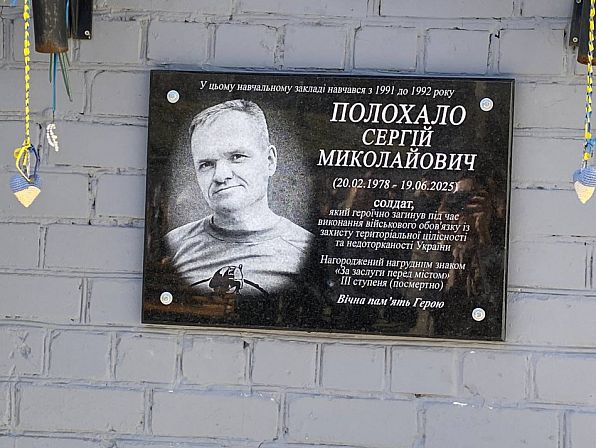 У цьому навчальному закладі навчався з 1991 до 1992 року
ПОЛОХАЛО
СЕРГІЙ
МИКОЛАЙОВИЧ
(20.02.1978 - 19.06.2025)
солдат,
який героїчно загинув під час
виконання військового обов'язку із
захисту територіальної цілісності
та недоторканості України
Нагороджений нагрудним знаком
«За заслуги перед містом»
ІІІ ступеня (посмертно)
Вічна пам'ять Герою